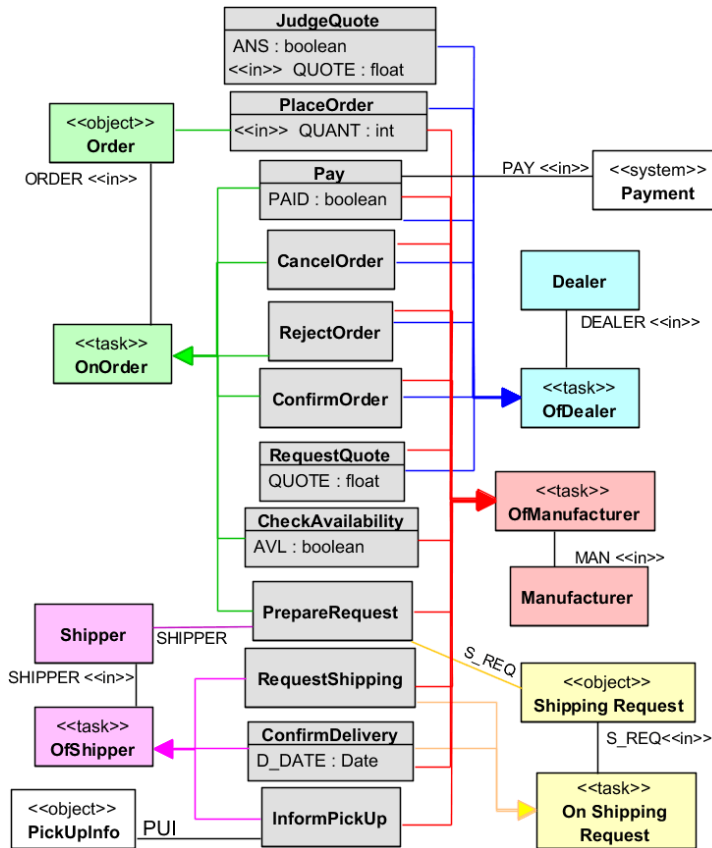 JudgeQuote
ANS : boolean
<<in>> QUOTE : float
PlaceOrder
<<in>> QUANT : int
<<object>>
Order
ORDER <<in>>
Pay
PAID : boolean
PAY <<in>>
<<system>>
Payment
CancelOrder
Dealer
DEALER <<in>>
RejectOrder
<<task>>
OnOrder
ConfirmOrder
<<task>>
OfDealer
RequestQuote
QUOTE : float
<<task>>
OfManufacturer
CheckAvailability
AVL : boolean
MAN <<in>>
Manufacturer
PrepareRequest
Shipper
SHIPPER
S_REQ
SHIPPER <<in>>
RequestShipping
<<object>>
Shipping Request
<<task>>
OfShipper
ConfirmDelivery
D_DATE : Date
S_REQ<<in>>
<<task>>
On Shipping
Request
<<object>>
PickUpInfo
PUI
InformPickUp